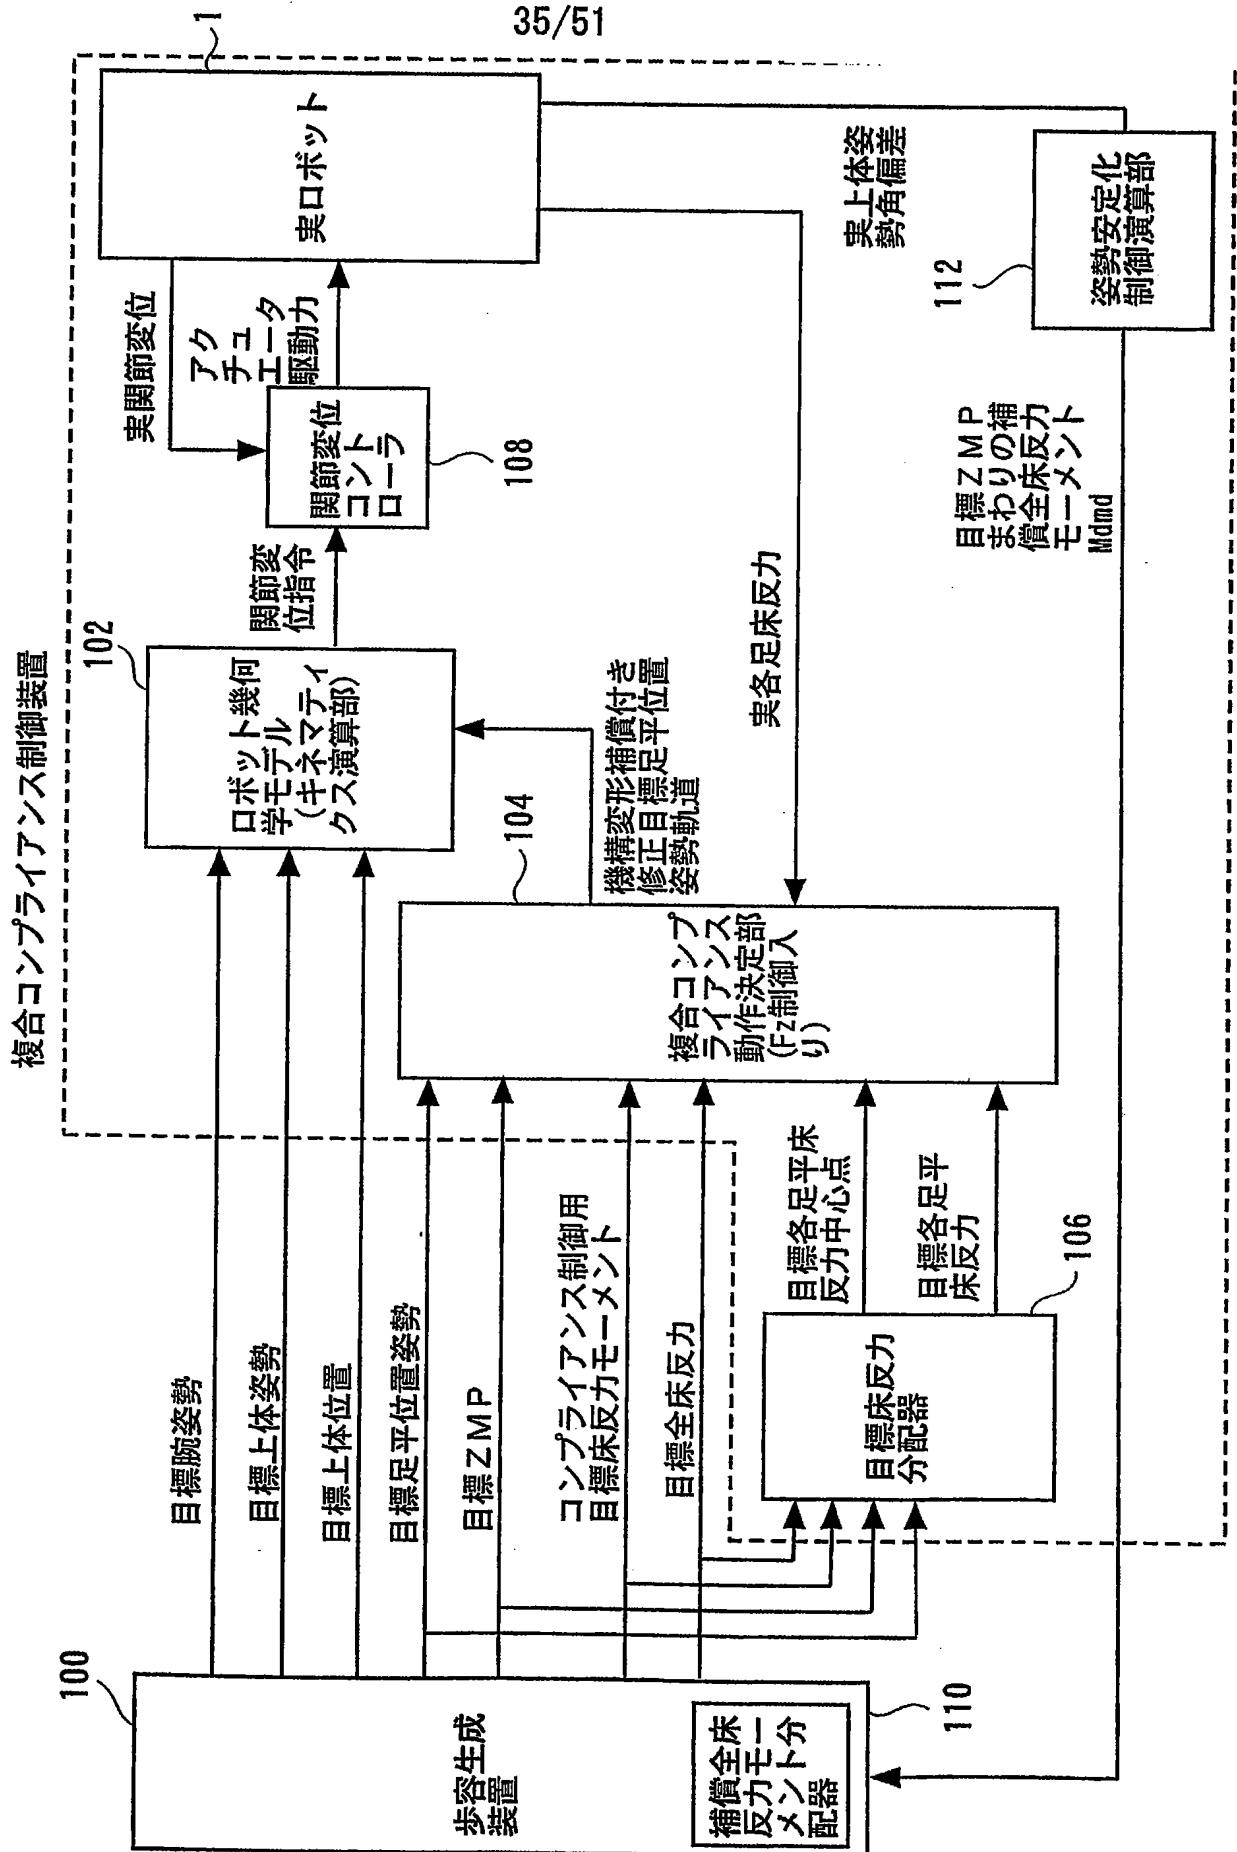 35/51
複合コンプライアンス制御装置
100
歩容生成
装置
補償全床
反力モー
メント分
配器
110
目標腕姿勢
目標上体姿勢
目標上体位置
目標足平位置姿勢
目標ZMP
コンプライアンス制御用
目標床反力モーメント
目標全床反力
目標床反力
分配器
106
目標各足平床
反力中心点
目標各足平
床反力
102
ロボット幾何
学モデル
(キネマティ
クス演算部)
104
複合コンプ
ライアンス
動作決定部
(Fz制御入
り)
機構変形補償付き
修正目標足平位置
姿勢軌道
関節変
位指令
関節変位
コント
ローラ
108
実関節変位
アク
チュ
エータ
駆動力
1
実ロボット
実各足床反力
実上体姿
勢角偏差
112
姿勢安定化
制御演算部
目標ZMP
まわりの補
償全床反力
モーメント
Mdmd